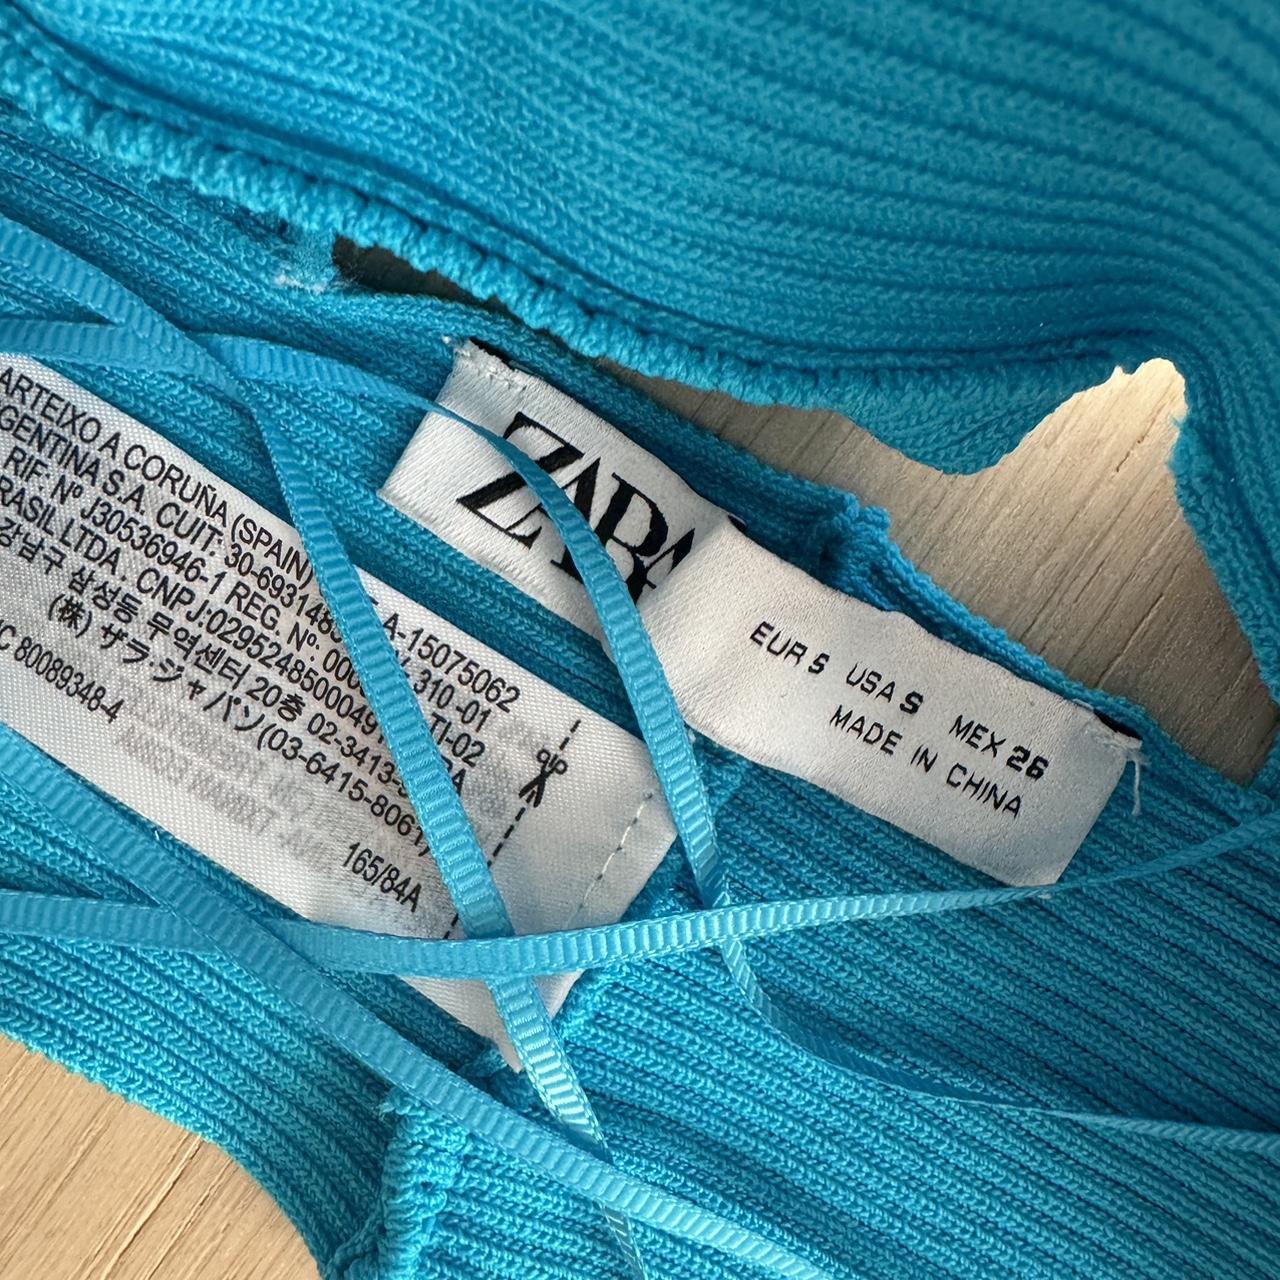 ARTEIXO A CORUÑA (SPAIN) A-15075062
GENTINA S.A. CUIT: 30-693148 310-01
RIF. Nº J30536946-1 REG. Nº: TI-02
RASIL LTDA. CNPJ:02952485000
강남구 삼성동 무역센터 20층 02-3413-
(株) ザラ・ジャパン(03-6415-8061)
C 80089348-4
165/84A
ZARA
EUR S USA S MEX 26
MADE IN CHINA